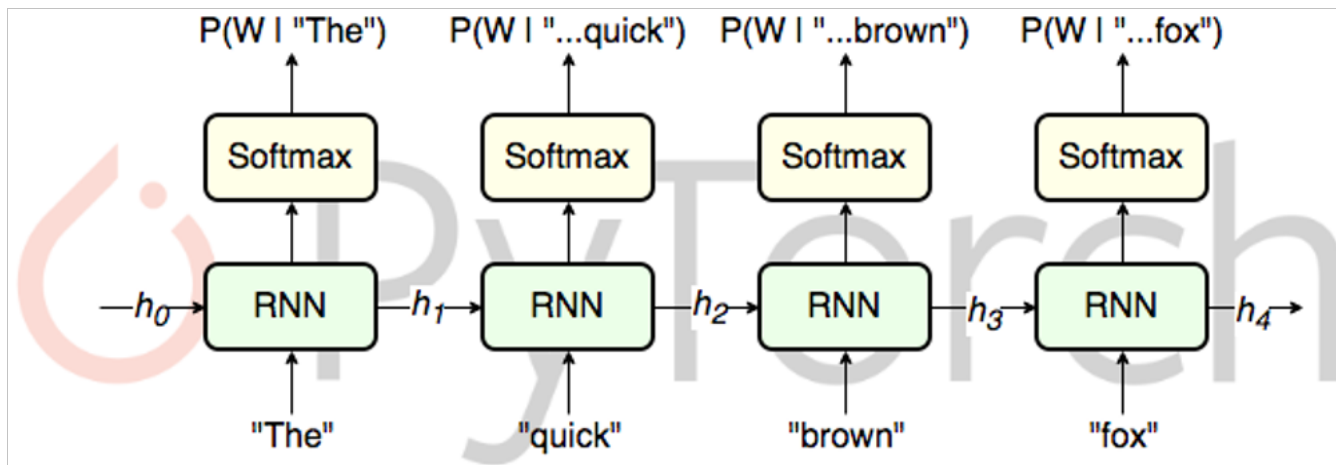 P(W | "The") P(W | "...quick") P(W | "...brown") P(W | "...fox")
Softmax Softmax Softmax Softmax
PyTorch
h0 RNN h1 RNN h2 RNN h3 RNN h4
"The" "quick" "brown" "fox"